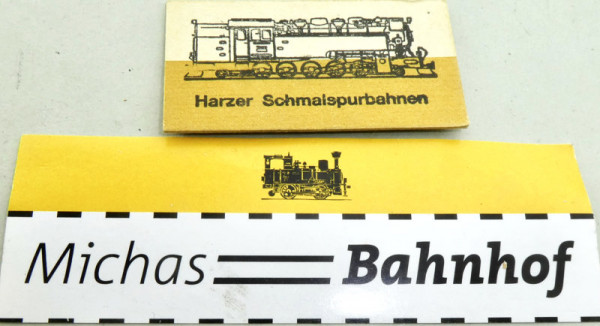 Harzer Schmalspurbahnen
Michas Bahnhof